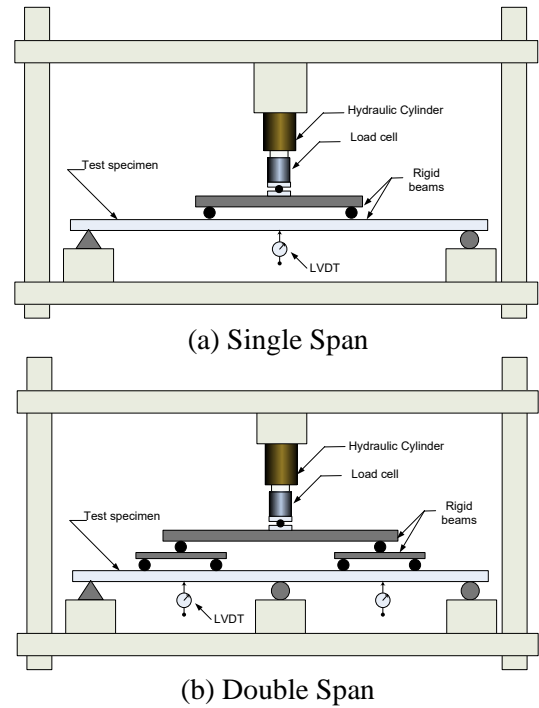 Hydraulic Cylinder
Load cell
Test specimen
Rigid
beams
LVDT
(a) Single Span
Hydraulic Cylinder
Load cell
Test specimen
Rigid
beams
LVDT
(b) Double Span